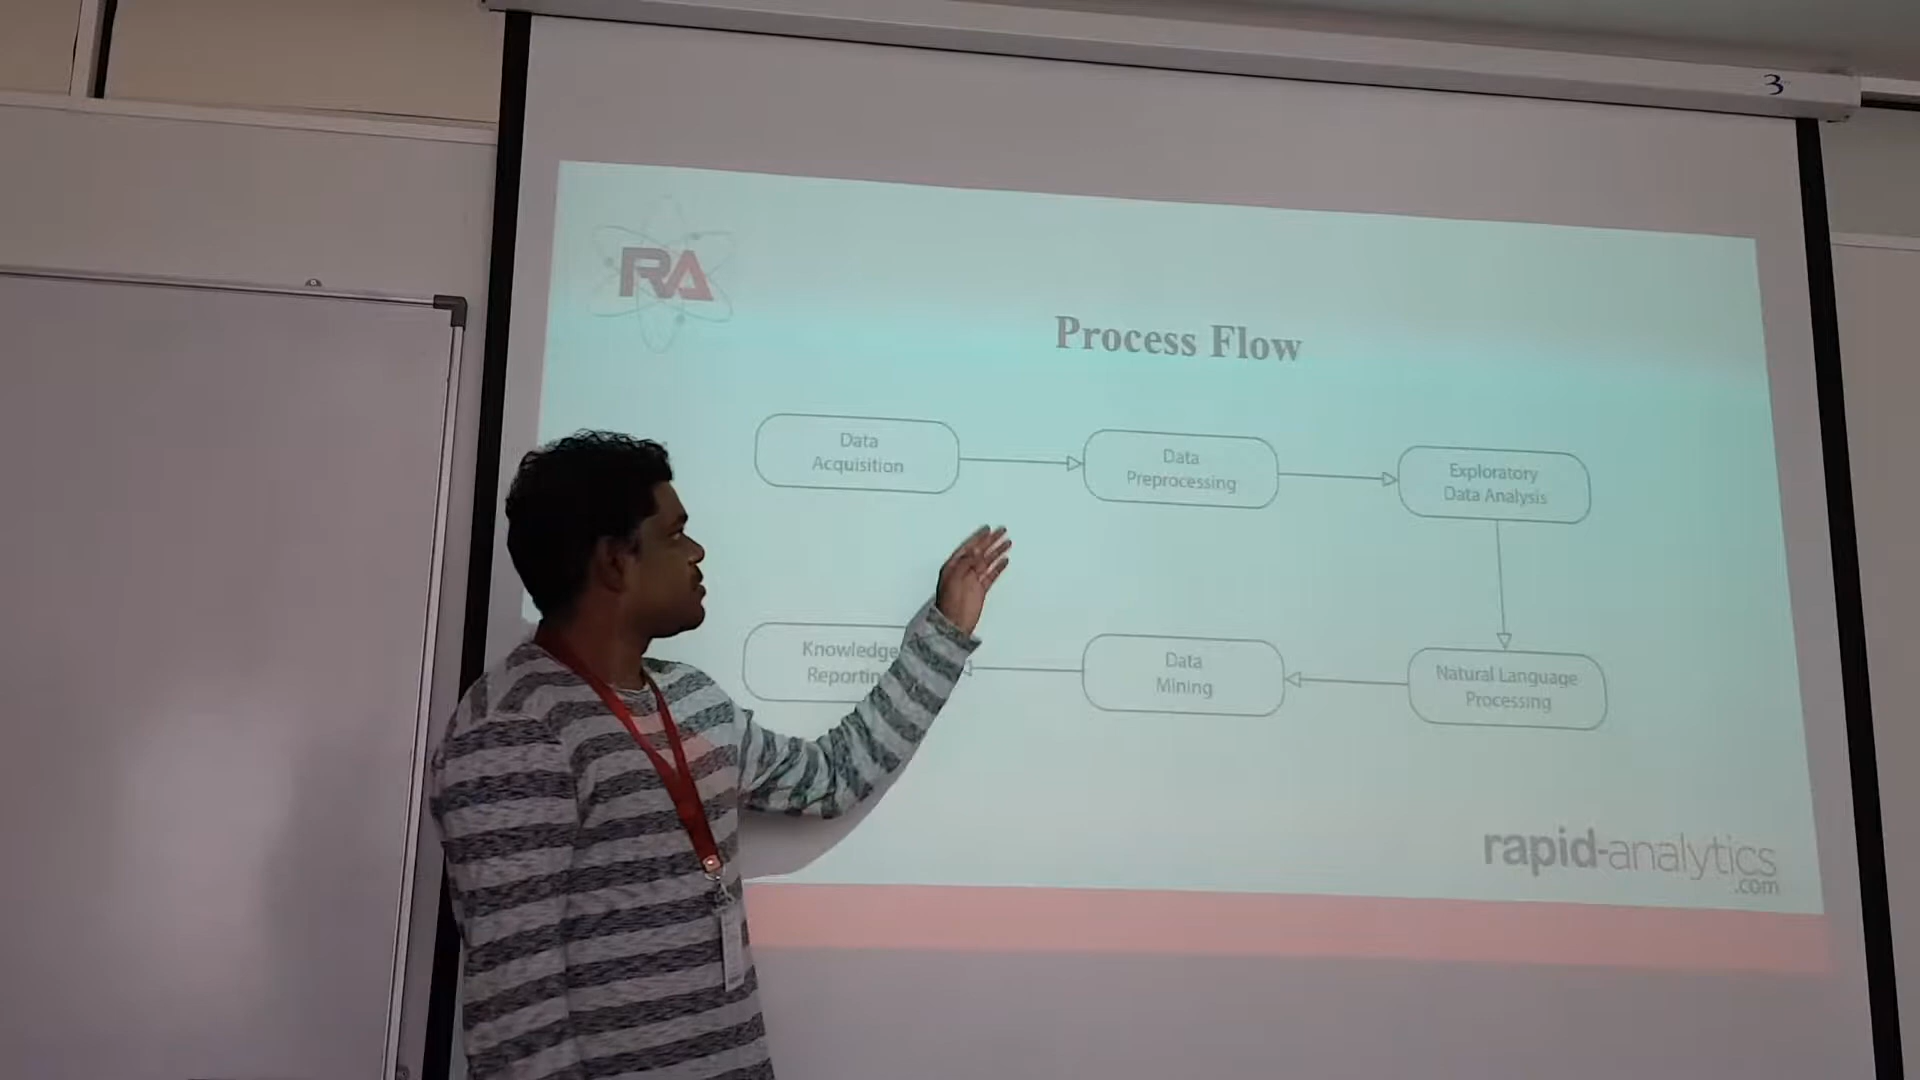 3
RA
Process Flow
Data
Acquisition
Data
Preprocessing
Exploratory
Data Analysis
Knowledge
Reporting
Data
Mining
Natural Language
Processing
rapid-analytics
.com